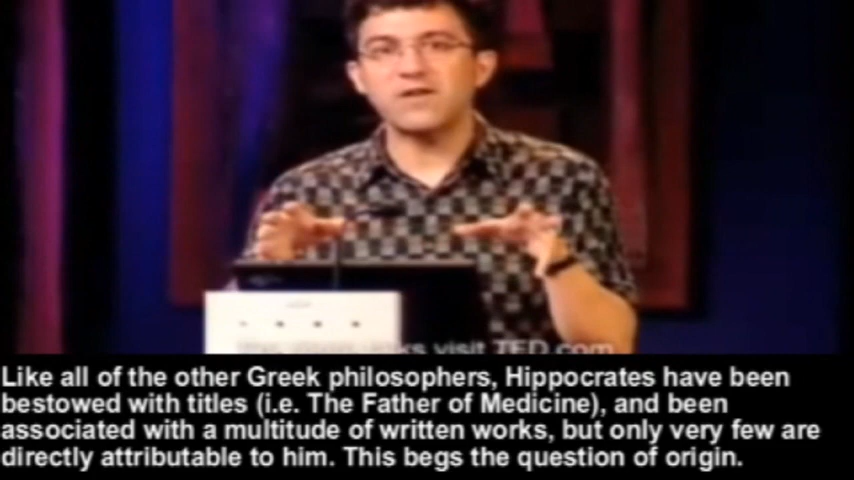 visit TED.com
Like all of the other Greek philosophers, Hippocrates have been
bestowed with titles (i.e. The Father of Medicine), and been
associated with a multitude of written works, but only very few are
directly attributable to him. This begs the question of origin.